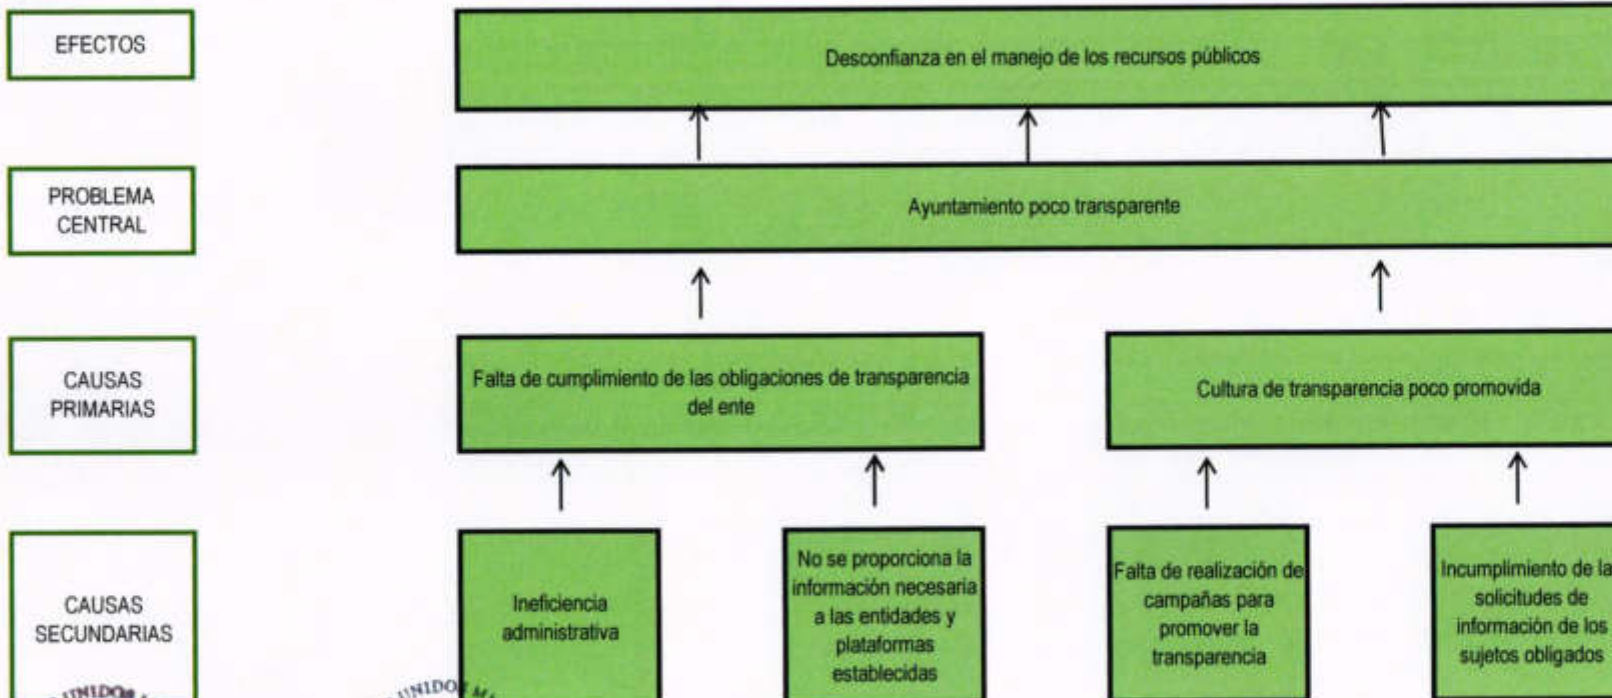 EFECTOS
Desconfianza en el manejo de los recursos públicos
PROBLEMA
CENTRAL
Ayuntamiento poco transparente
CAUSAS
PRIMARIAS
Falta de cumplimiento de las obligaciones de transparencia
del ente
Cultura de transparencia poco promovida
CAUSAS
SECUNDARIAS
Ineficiencia
administrativa
No se proporciona la
información necesaria
a las entidades y
plataformas
establecidas
Falta de realización de
campañas para
promover la
transparencia
Incumplimiento de la
solicitudes de
información de los
sujetos obligados
UNIDOS
UNIDOS M